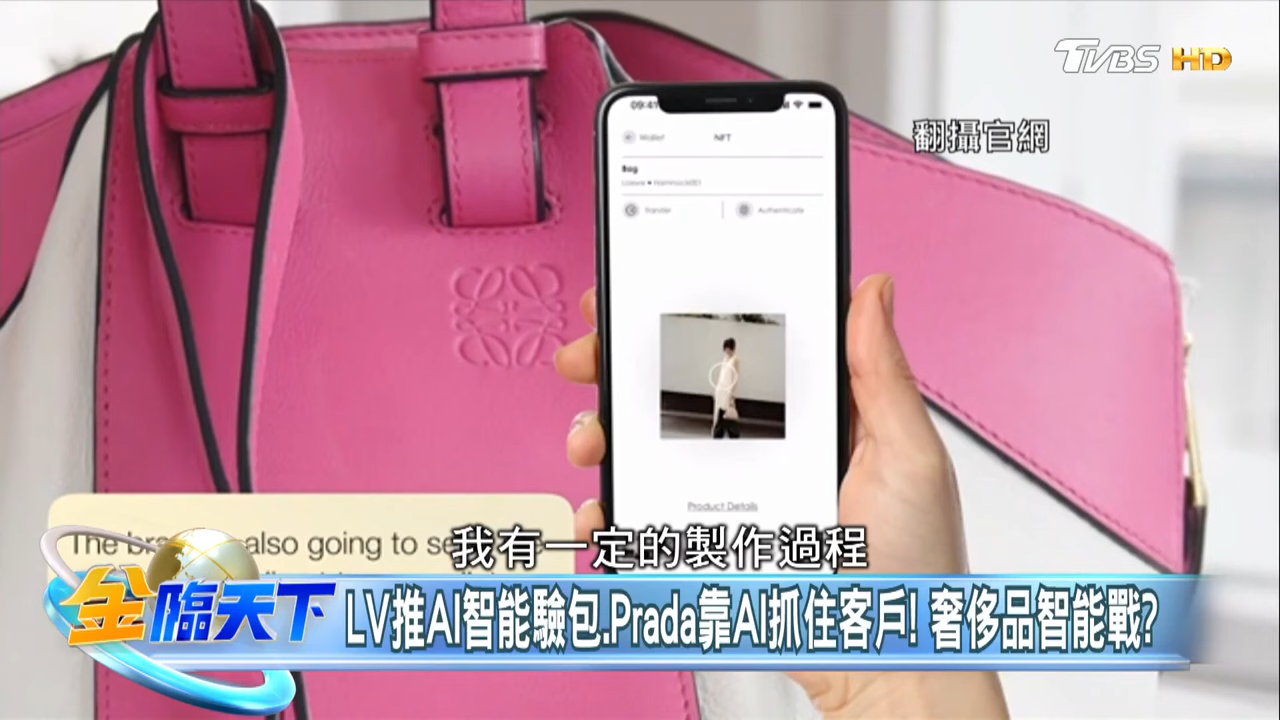 TVBS HD
翻攝官網
09:41
Wallet
NFT
Bag
Transfer
Authenticate
Product Details
The bra also going to se
我有一定的製作過程
金臨天下
LV推AI智能驗包.Prada靠AI抓住客戶! 奢侈品智能戰?